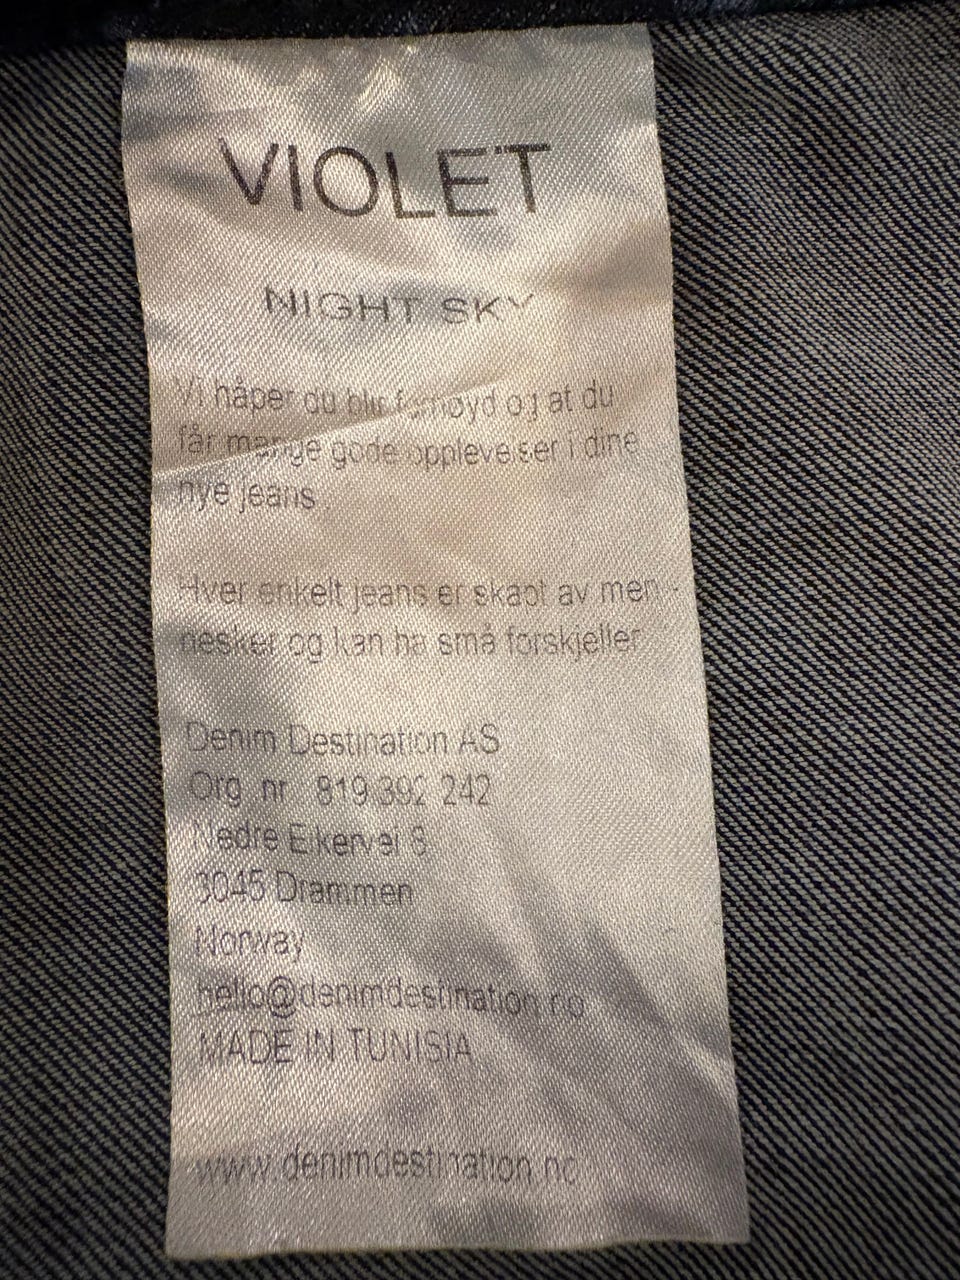 VIOLET
NIGHT SKY
Vi håper du blir fornøyd og at du
får mange gode opplevelser i dine
nye jeans.
Hver enkelt jeans er skapt av men-
nesker og kan ha små forskjeller
Denim Destination AS
Org nr 819 392 242
Nedre Eikervei 8
3045 Drammen
Norway
hello@denimdestination.no
MADE IN TUNISIA
www.denimdestination.no